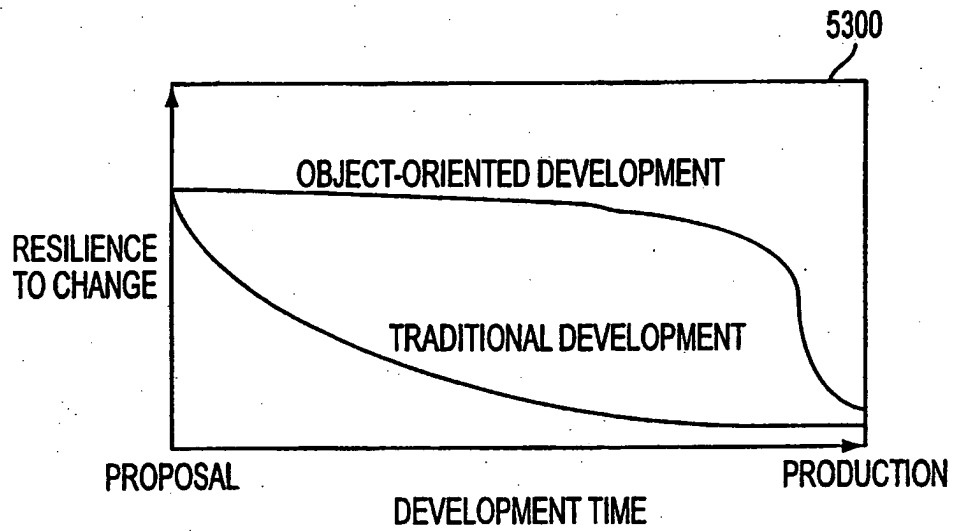 5300
OBJECT-ORIENTED DEVELOPMENT
RESILIENCE
TO CHANGE
TRADITIONAL DEVELOPMENT
PROPOSAL
PRODUCTION
DEVELOPMENT TIME